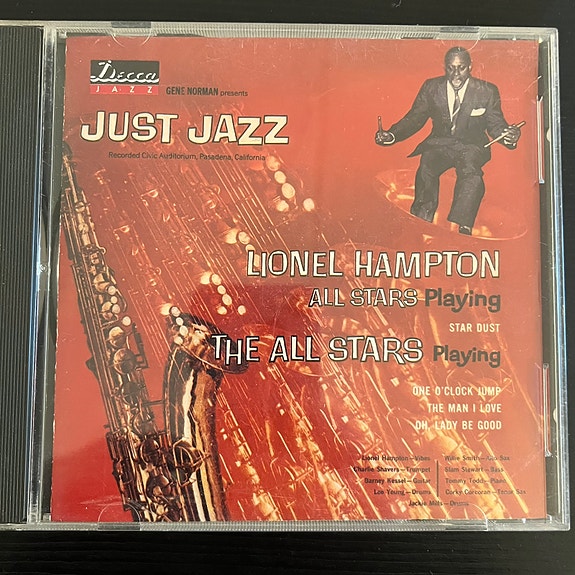 Decca
JAZZ
GENE NORMAN presents
JUST JAZZ
Recorded Civic Auditorium, Pasadena, California
LIONEL HAMPTON
ALL STARS Playing
STAR DUST
THE ALL STARS Playing
ONE O'CLOCK JUMP
THE MAN I LOVE
OH, LADY BE GOOD
Lionel Hampton—Vibes
Charlie Shavers—Trumpet
Barney Kessel—Guitar
Lee Young—Drums
Willie Smith—Alto Sax
Slam Stewart—Bass
Tommy Todd—Piano
Corky Corcoran—Tenor Sax
Jackie Mills—Drums